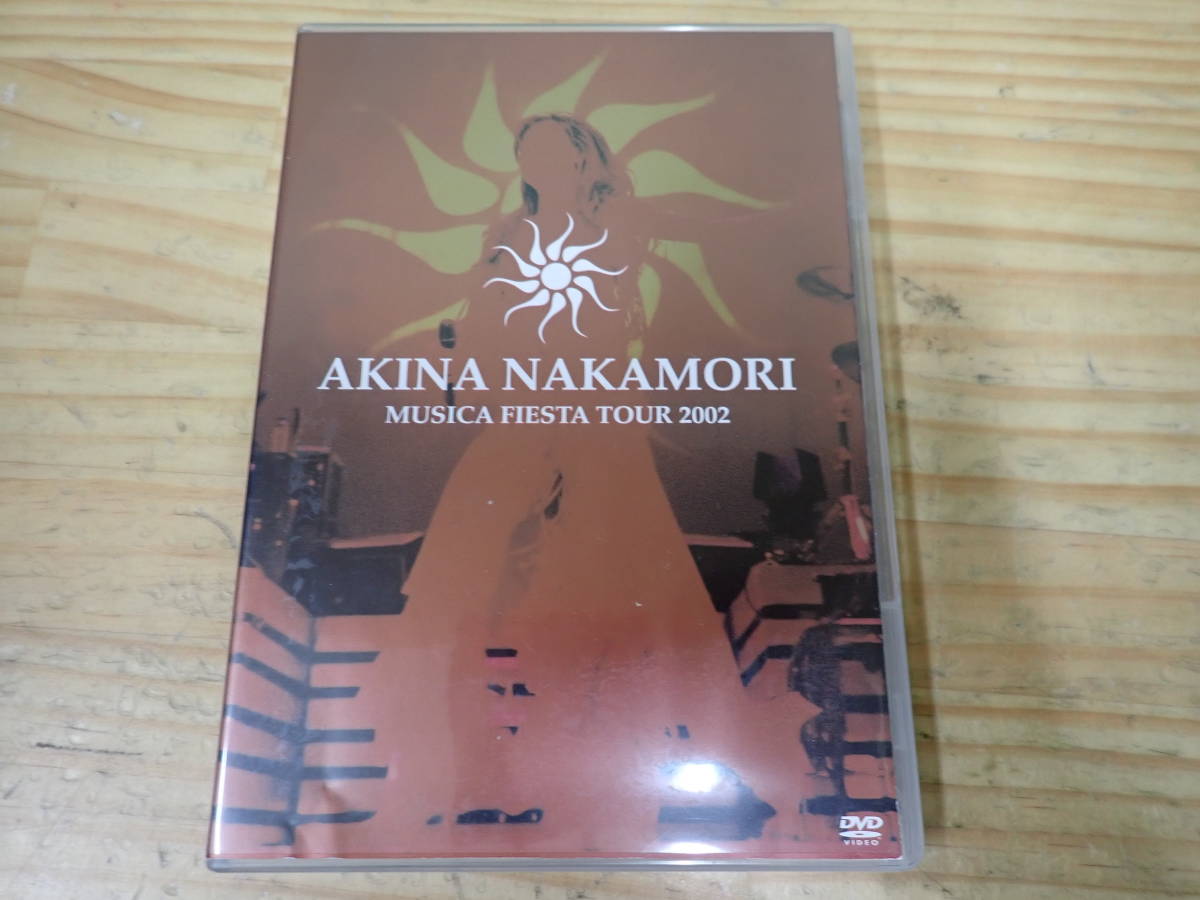 AKINA NAKAMORI
MUSICA FIESTA TOUR 2002
DVD
VIDEO